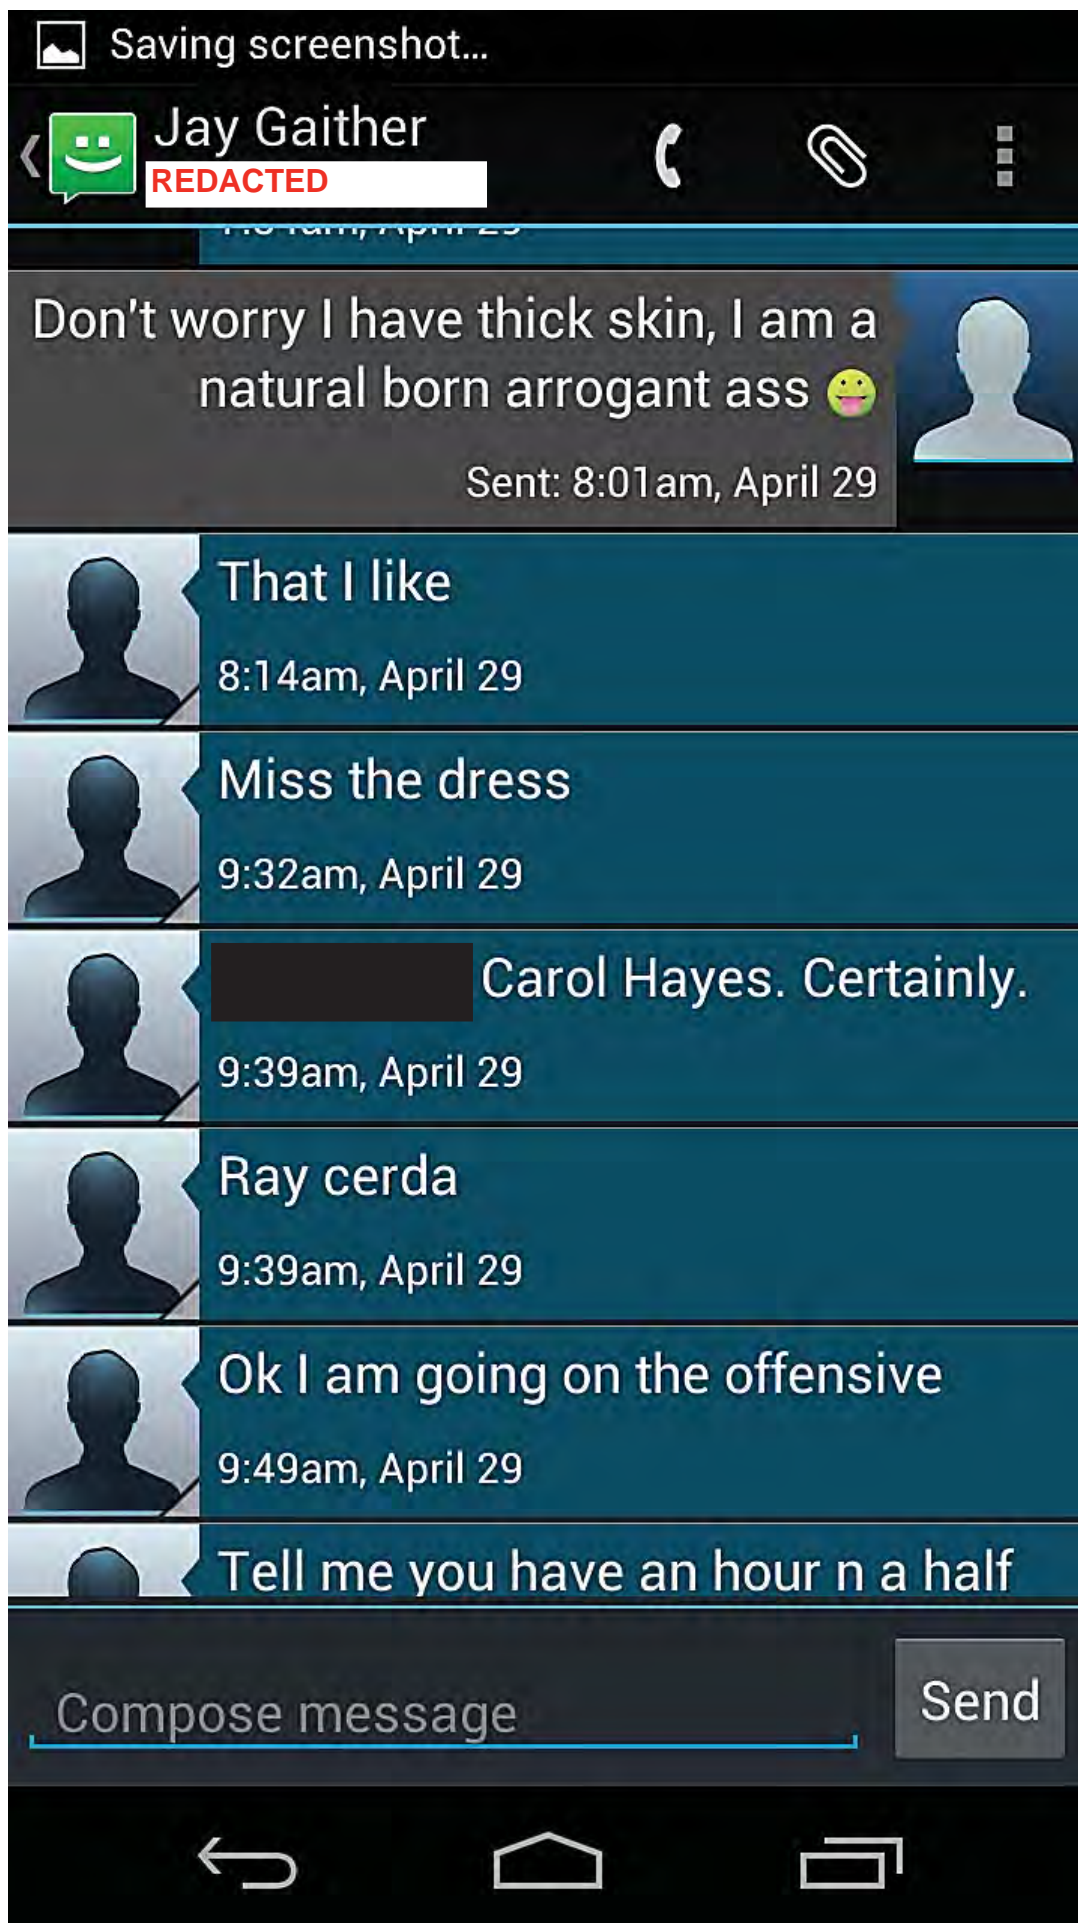 Saving screenshot...
Jay Gaither
REDACTED
April 29
Don't worry I have thick skin, I am a
natural born arrogant ass
Sent: 8:01am, April 29
That I like
8:14am, April 29
Miss the dress
9:32am, April 29
Carol Hayes. Certainly.
9:39am, April 29
Ray cerda
9:39am, April 29
Ok I am going on the offensive
9:49am, April 29
Tell me you have an hour n a half
Compose message
Send